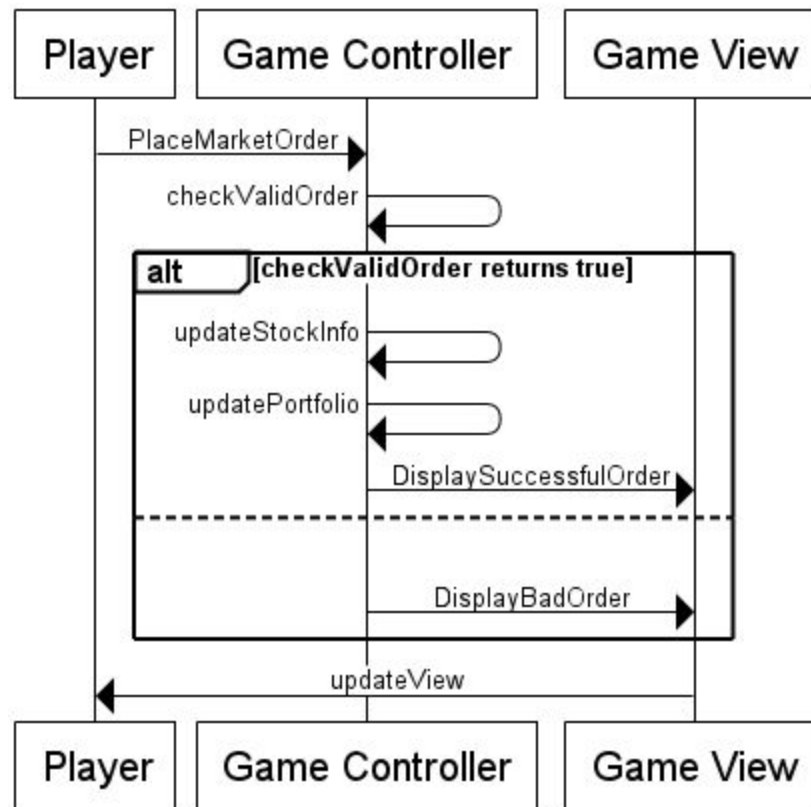 Player Game Controller Game View
PlaceMarketOrder
checkValidOrder
alt [checkValidOrder returns true]
updateStockInfo
updatePortfolio
DisplaySuccessfulOrder
DisplayBadOrder
updateView
Player Game Controller Game View